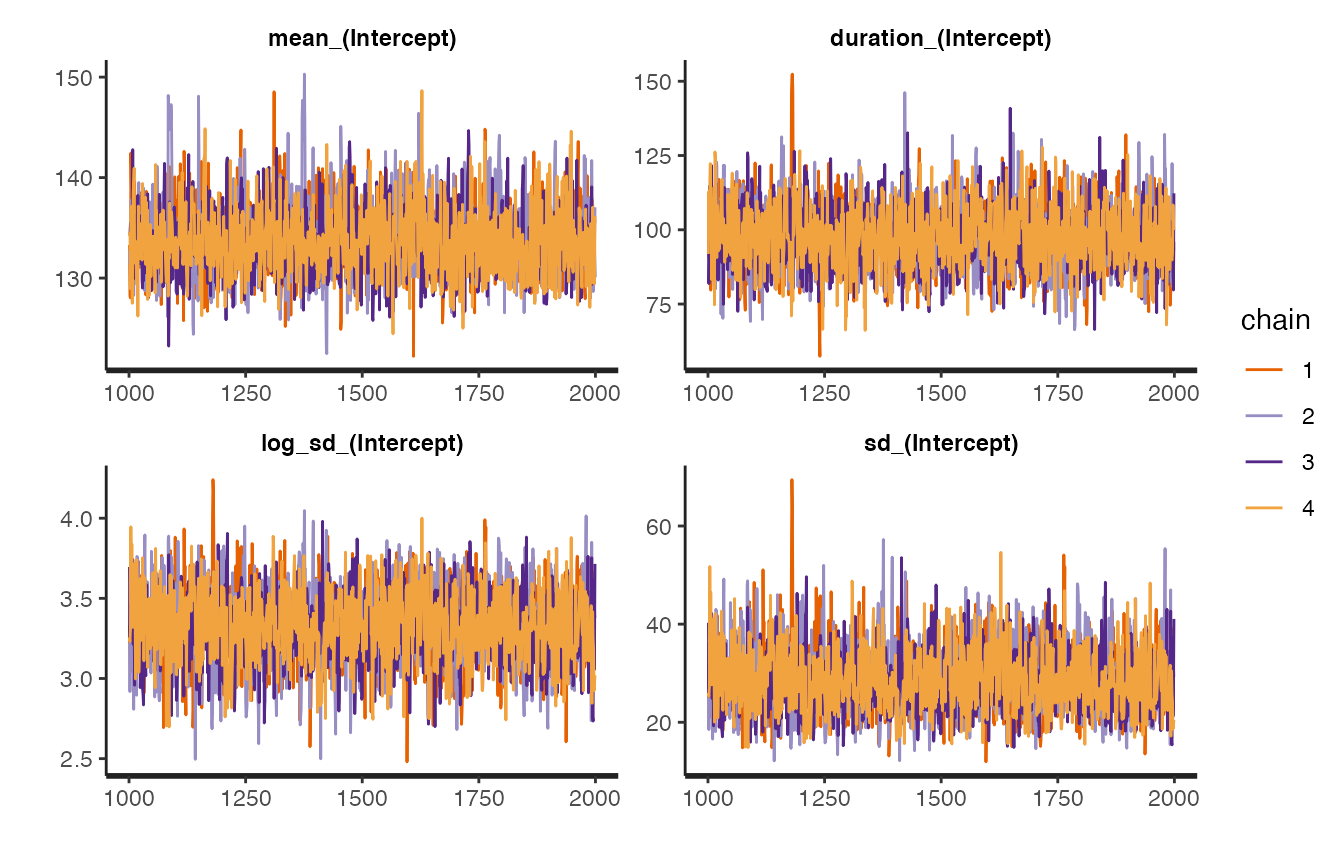 mean_(Intercept)
duration_(Intercept)
150
140
130
150
125
100
75
1000 1250 1500 1750 2000
1000 1250 1500 1750 2000
log_sd_(Intercept)
sd_(Intercept)
4.0
3.5
3.0
2.5
60
40
20
1000 1250 1500 1750 2000
1000 1250 1500 1750 2000
chain
1
2
3
4